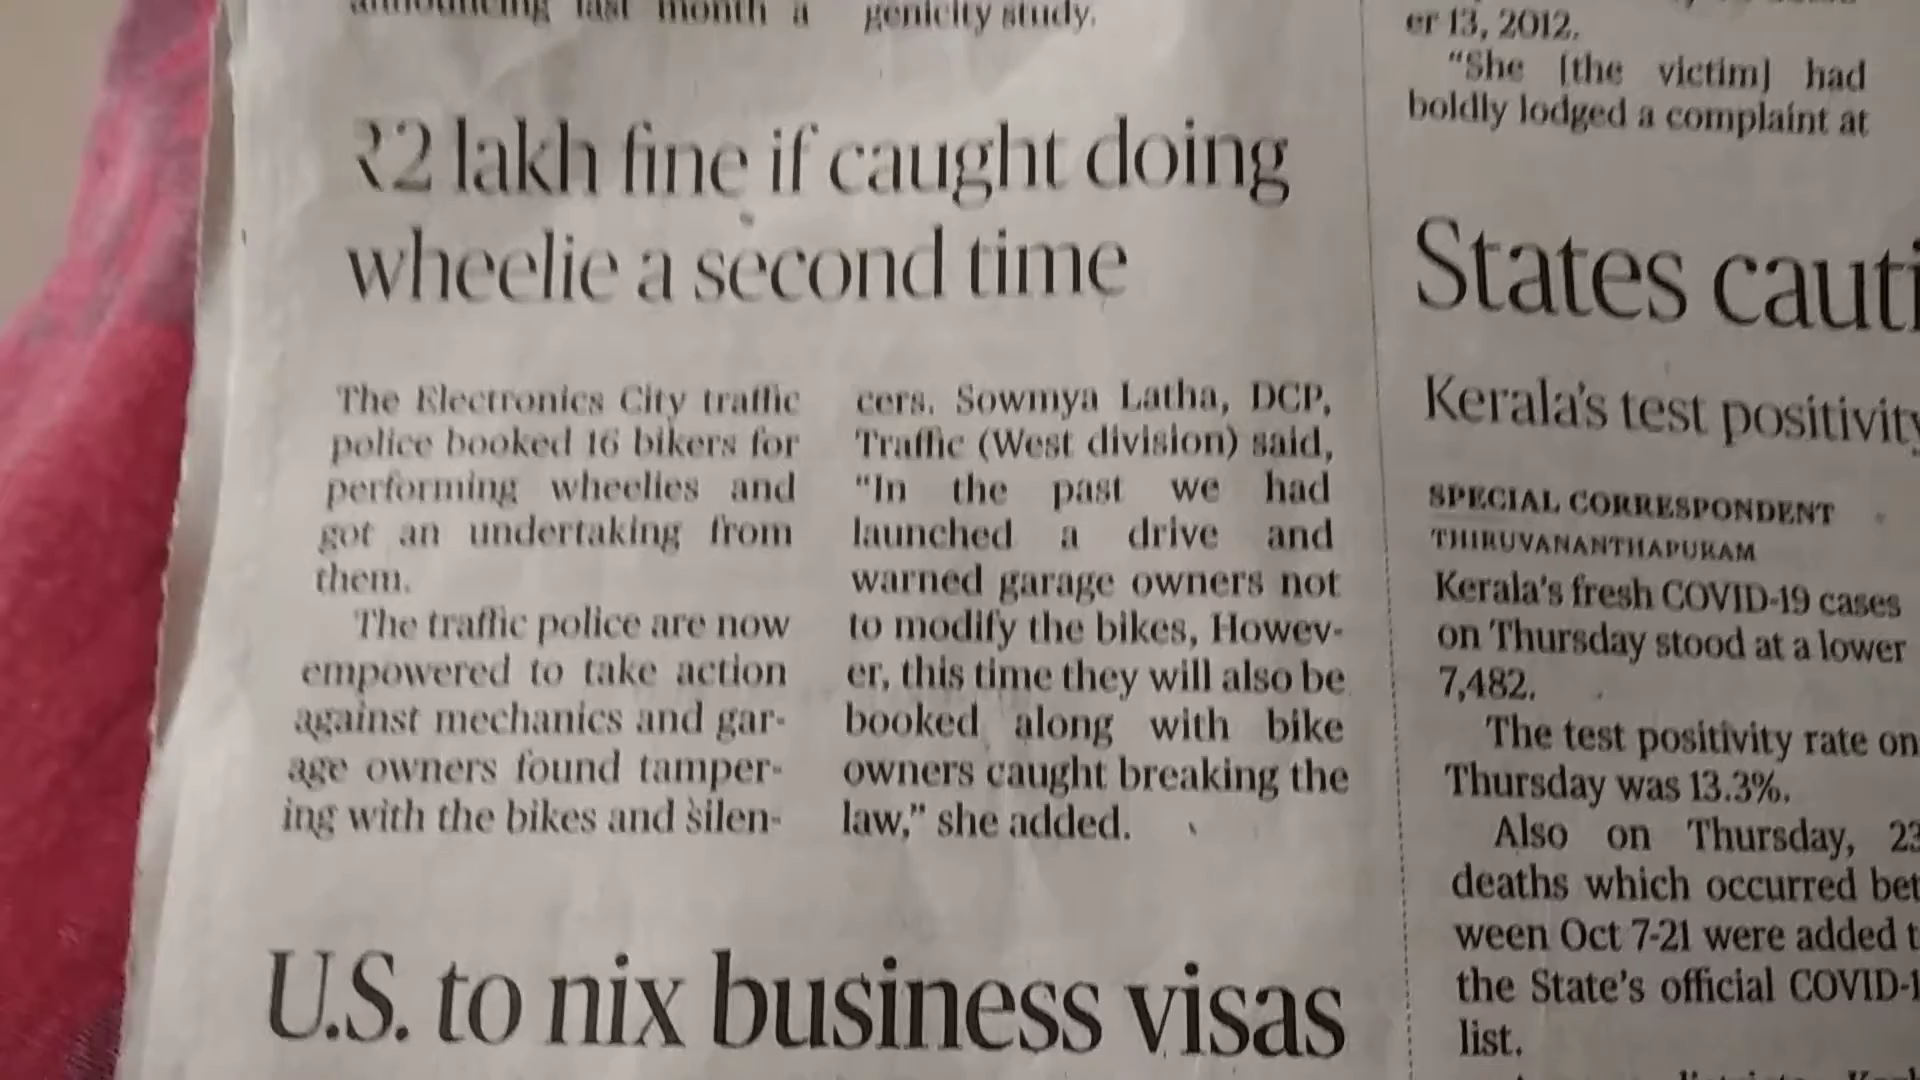 announcing last month a
genicity study.
₹2 lakh fine if caught doing
wheelie a second time
The Electronics City traffic
police booked 16 bikers for
performing wheelies and
got an undertaking from
them.
The traffic police are now
empowered to take action
against mechanics and gar-
age owners found tamper-
ing with the bikes and silen-
cers. Sowmya Latha, DCP,
Traffic (West division) said,
“In the past we had
launched a drive and
warned garage owners not
to modify the bikes, Howev-
er, this time they will also be
booked along with bike
owners caught breaking the
law,” she added.
U.S. to nix business visas
er 13, 2012.
“She [the victim] had
boldly lodged a complaint at
States cauti
Kerala’s test positivity
SPECIAL CORRESPONDENT
THIRUVANANTHAPURAM
Kerala’s fresh COVID-19 cases
on Thursday stood at a lower
7,482.
The test positivity rate on
Thursday was 13.3%.
Also on Thursday, 23
deaths which occurred bet
ween Oct 7-21 were added t
the State’s official COVID-1
list.